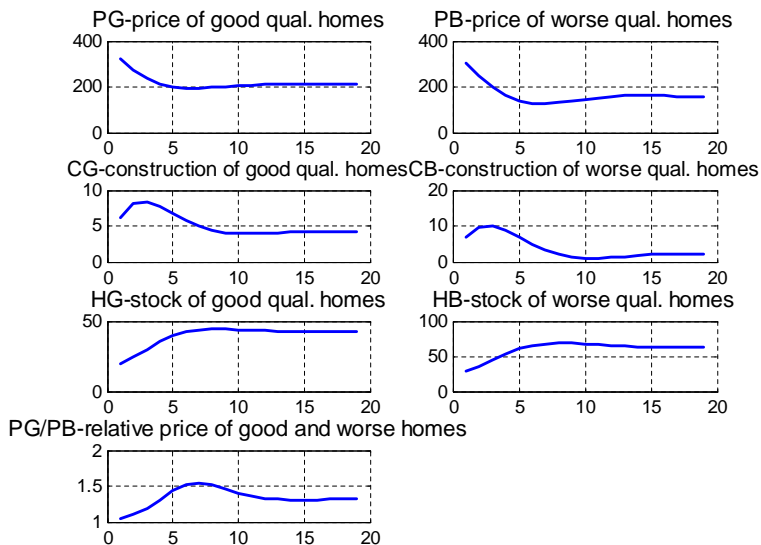 PG-price of good qual. homes
400
200
0
0 5 10 15 20
PB-price of worse qual. homes
400
200
0
0 5 10 15 20
CG-construction of good qual. homes
10
5
0
0 5 10 15 20
CB-construction of worse qual. homes
20
10
0
0 5 10 15 20
HG-stock of good qual. homes
50
0
0 5 10 15 20
HB-stock of worse qual. homes
100
50
0
0 5 10 15 20
PG/PB-relative price of good and worse homes
2
1.5
1
0 5 10 15 20